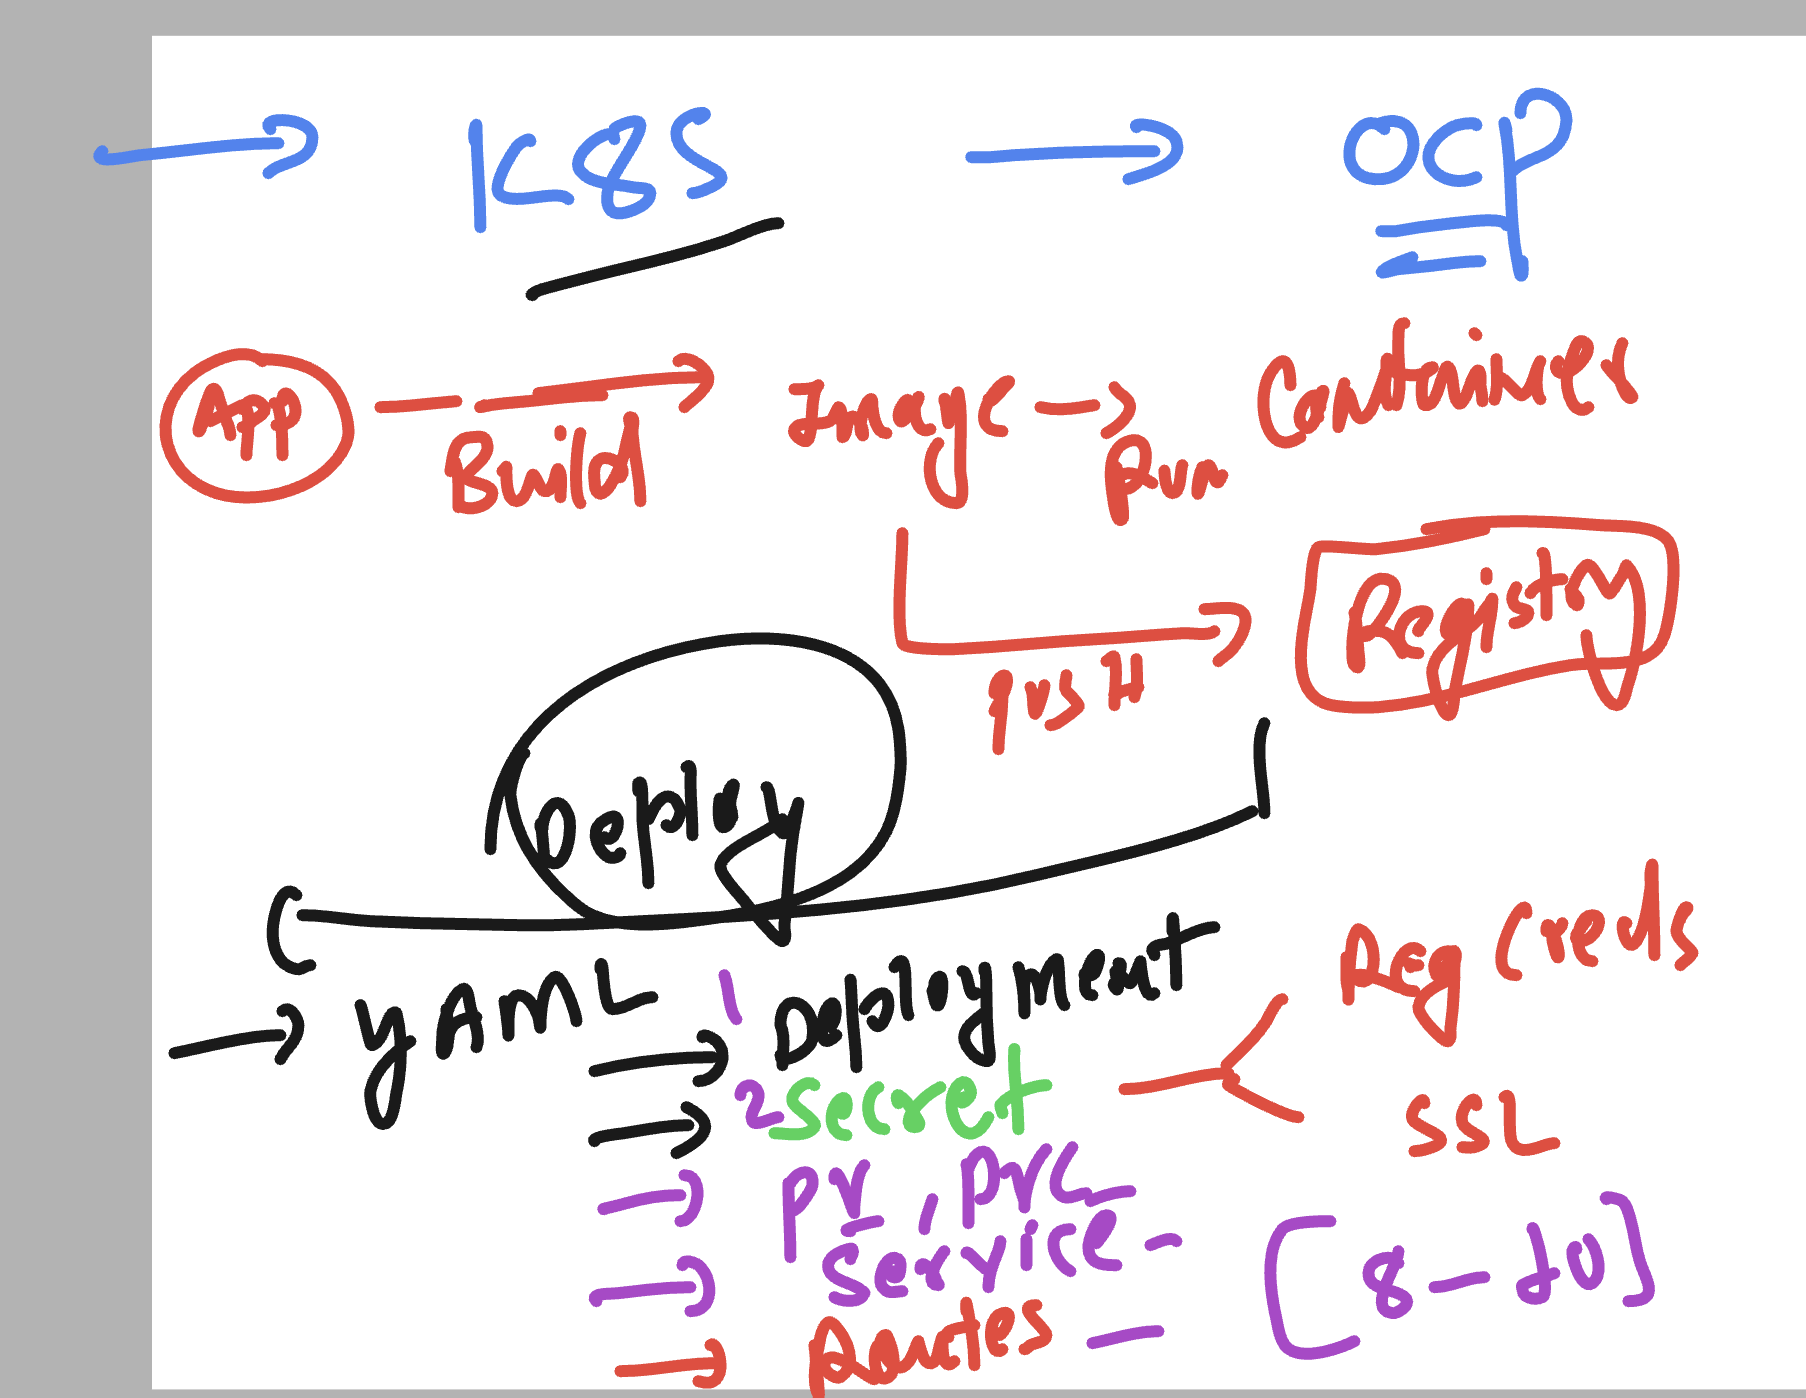 → K8S → OCP
App → Image → Container
Build Run
Registry
PUSH
Deploy
Reg Creds
→ YAML 1 Deployment
→ 2 Secret SSL
→ PV, PVC
→ Service - [8-10]
→ Routes -